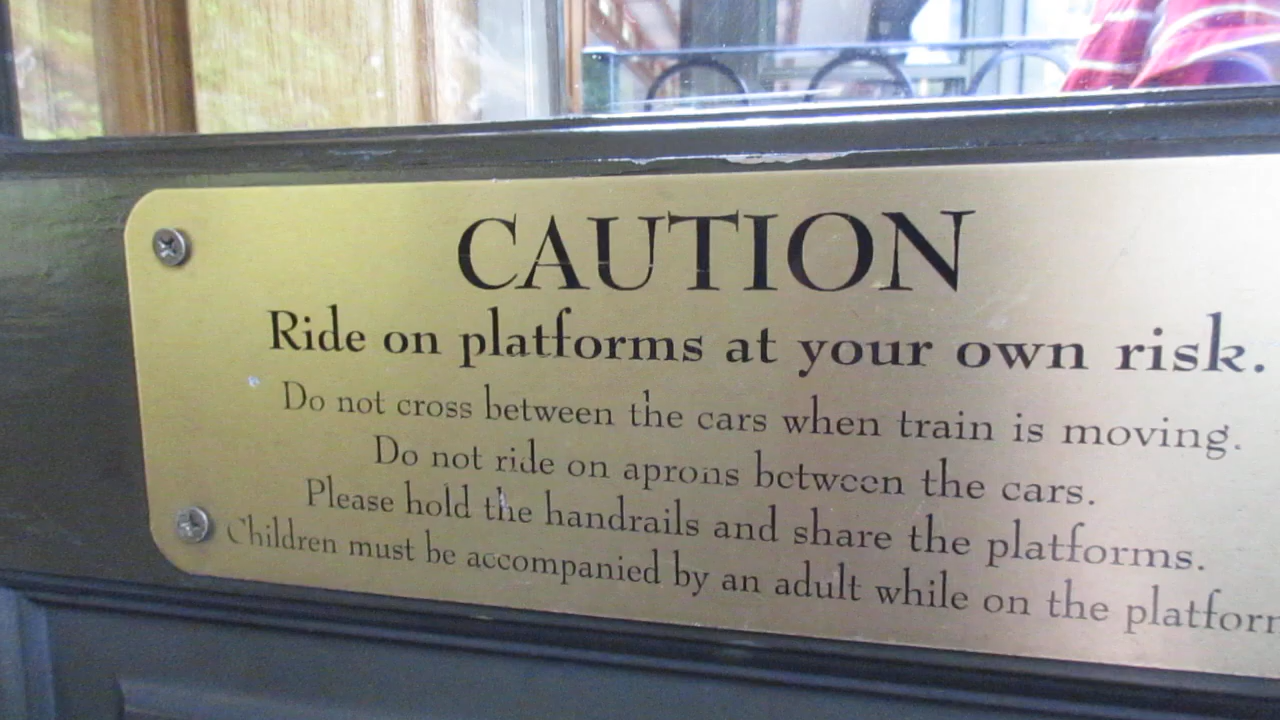 CAUTION
Ride on platforms at your own risk.
Do not cross between the cars when train is moving.
Do not ride on aprons between the cars.
Please hold the handrails and share the platforms.
Children must be accompanied by an adult while on the platfor